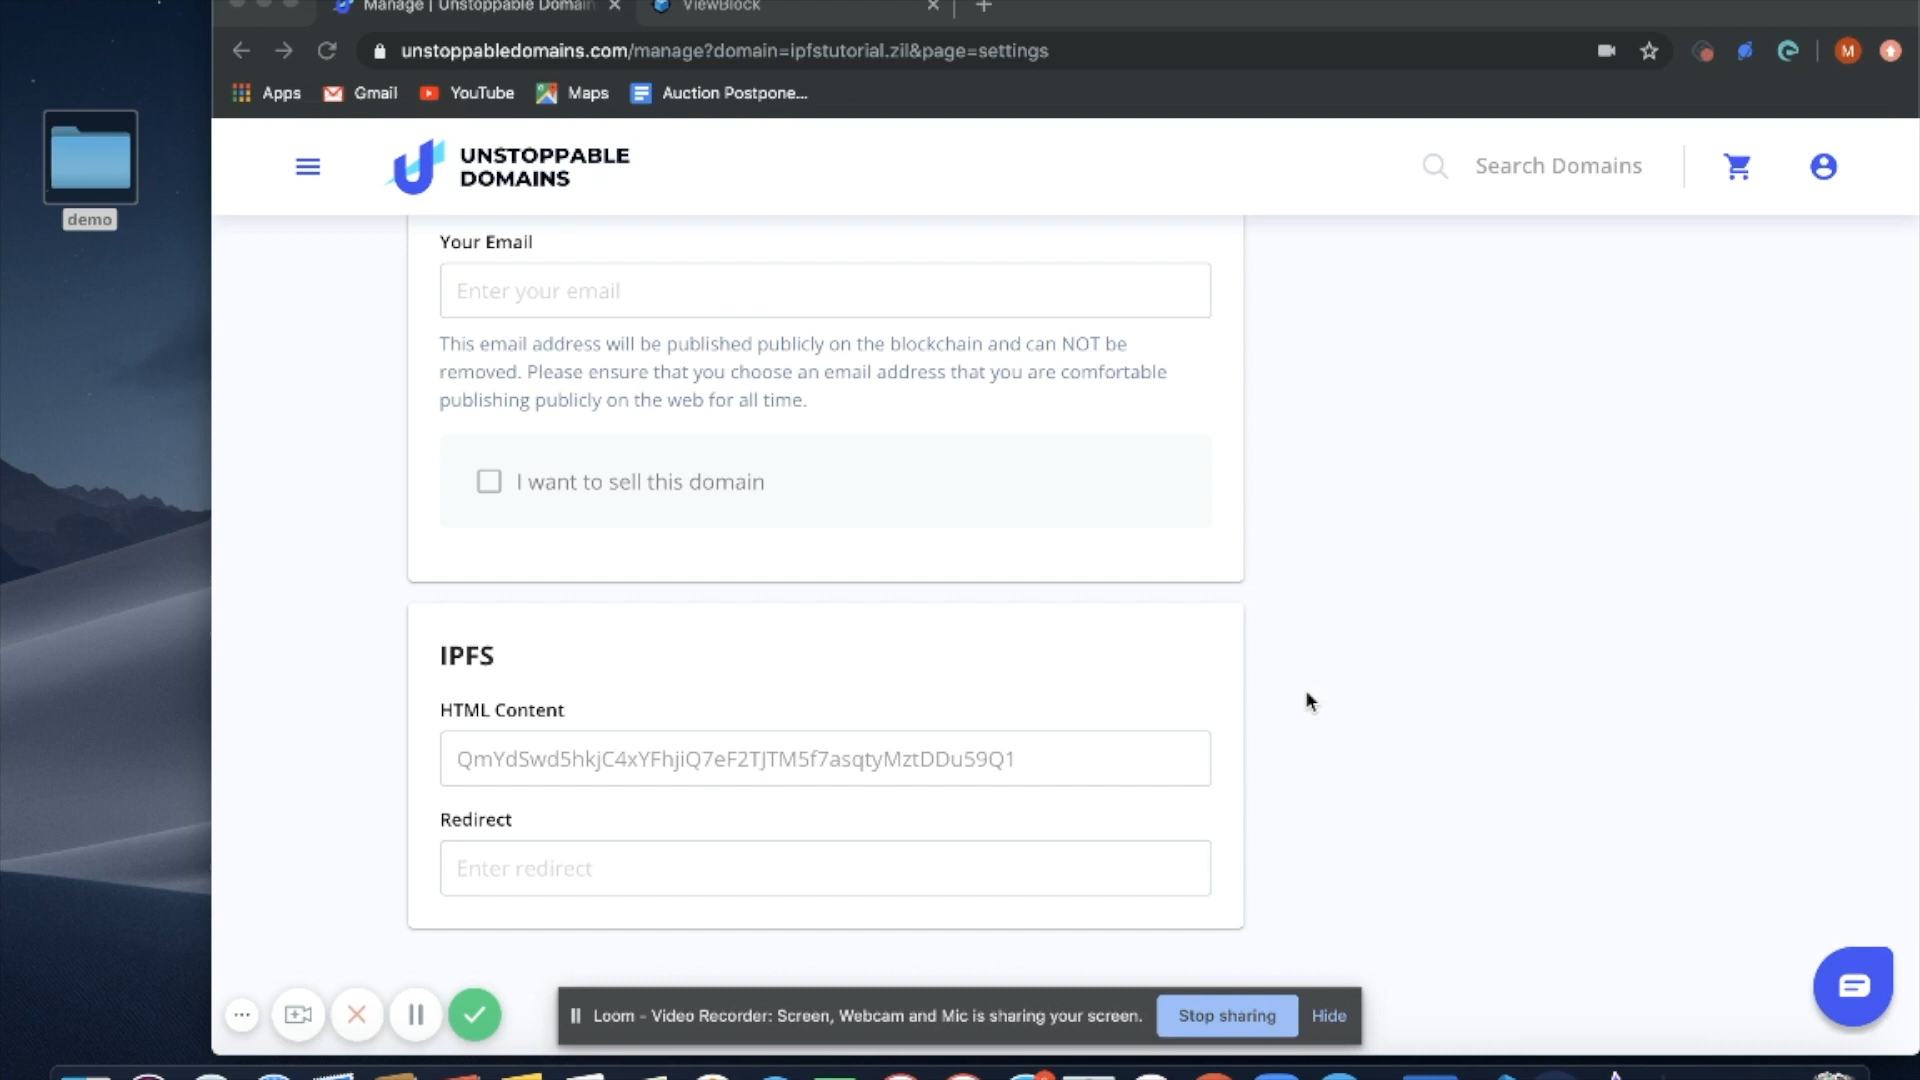 Manage | Unstoppable Domain
ViewBlock
unstoppabledomains.com/manage?domain=ipfstutorial.zil&page=settings
M
Apps
Gmail
YouTube
Maps
Auction Postpone...
demo
UNSTOPPABLE
DOMAINS
Search Domains
Your Email
Enter your email
This email address will be published publicly on the blockchain and can NOT be
removed. Please ensure that you choose an email address that you are comfortable
publishing publicly on the web for all time.
I want to sell this domain
IPFS
HTML Content
QmYdSwd5hkjC4xYFhjiQ7eF2TJTM5f7asqtyMztDDu59Q1
Redirect
Enter redirect
Loom - Video Recorder: Screen, Webcam and Mic is sharing your screen.
Stop sharing
Hide